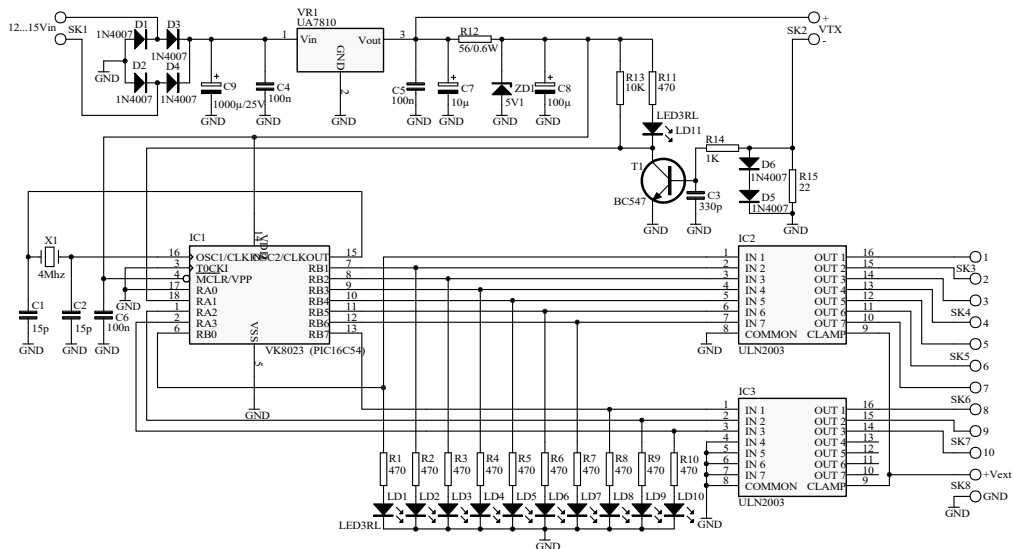 12...15Vin
SK1
D1
D3
1N4007
1N4007
GND
D2
D4
1N4007
1N4007
VR1
UA7810
1
Vin
Vout
3
GND
2
C9
1000µ/25V
C4
100n
GND
GND
GND
C5
100n
C7
10µ
R12
56/0.6W
ZD1
5V1
C8
100µ
GND
GND
GND
GND
R13
10K
R11
470
LED3RL
LD11
SK2
+
VTX
-
R14
1K
D6
1N4007
D5
1N4007
R15
22
GND
T1
BC547
GND
C3
330p
GND
X1
4Mhz
C1
15p
GND
C2
15p
GND
C6
100n
GND
GND
IC1
14
VDD
16
OSC1/CLKIN
3
T0CKI
4
MCLR/VPP
17
RA0
18
RA1
1
RA2
2
RA3
6
RB0
OSC2/CLKOUT
15
RB1
7
RB2
8
RB3
9
RB4
10
RB5
11
RB6
12
RB7
13
VSS
5
VK8023 (PIC16C54)
GND
IC2
1
IN 1
2
IN 2
3
IN 3
4
IN 4
5
IN 5
6
IN 6
7
IN 7
8
COMMON
OUT 1
16
OUT 2
15
OUT 3
14
OUT 4
13
OUT 5
12
OUT 6
11
OUT 7
10
CLAMP
9
ULN2003
GND
IC3
1
IN 1
2
IN 2
3
IN 3
4
IN 4
5
IN 5
6
IN 6
7
IN 7
8
COMMON
OUT 1
16
OUT 2
15
OUT 3
14
OUT 4
13
OUT 5
12
OUT 6
11
OUT 7
10
CLAMP
9
ULN2003
GND
1
SK3
2
3
SK4
4
5
SK5
6
7
SK6
8
9
SK7
10
+Vext
SK8
GND
R1
470
R2
470
R3
470
R4
470
R5
470
R6
470
R7
470
R8
470
R9
470
R10
470
LD1
LD2
LD3
LD4
LD5
LD6
LD7
LD8
LD9
LD10
LED3RL
GND